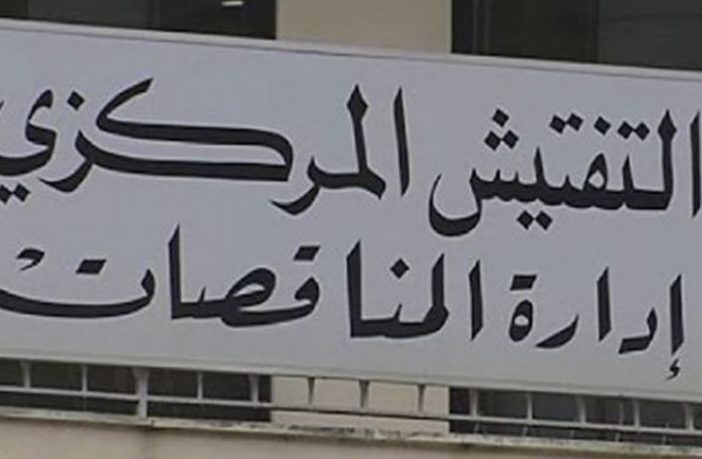 التفتيش المركزي
إدارة المناقصات